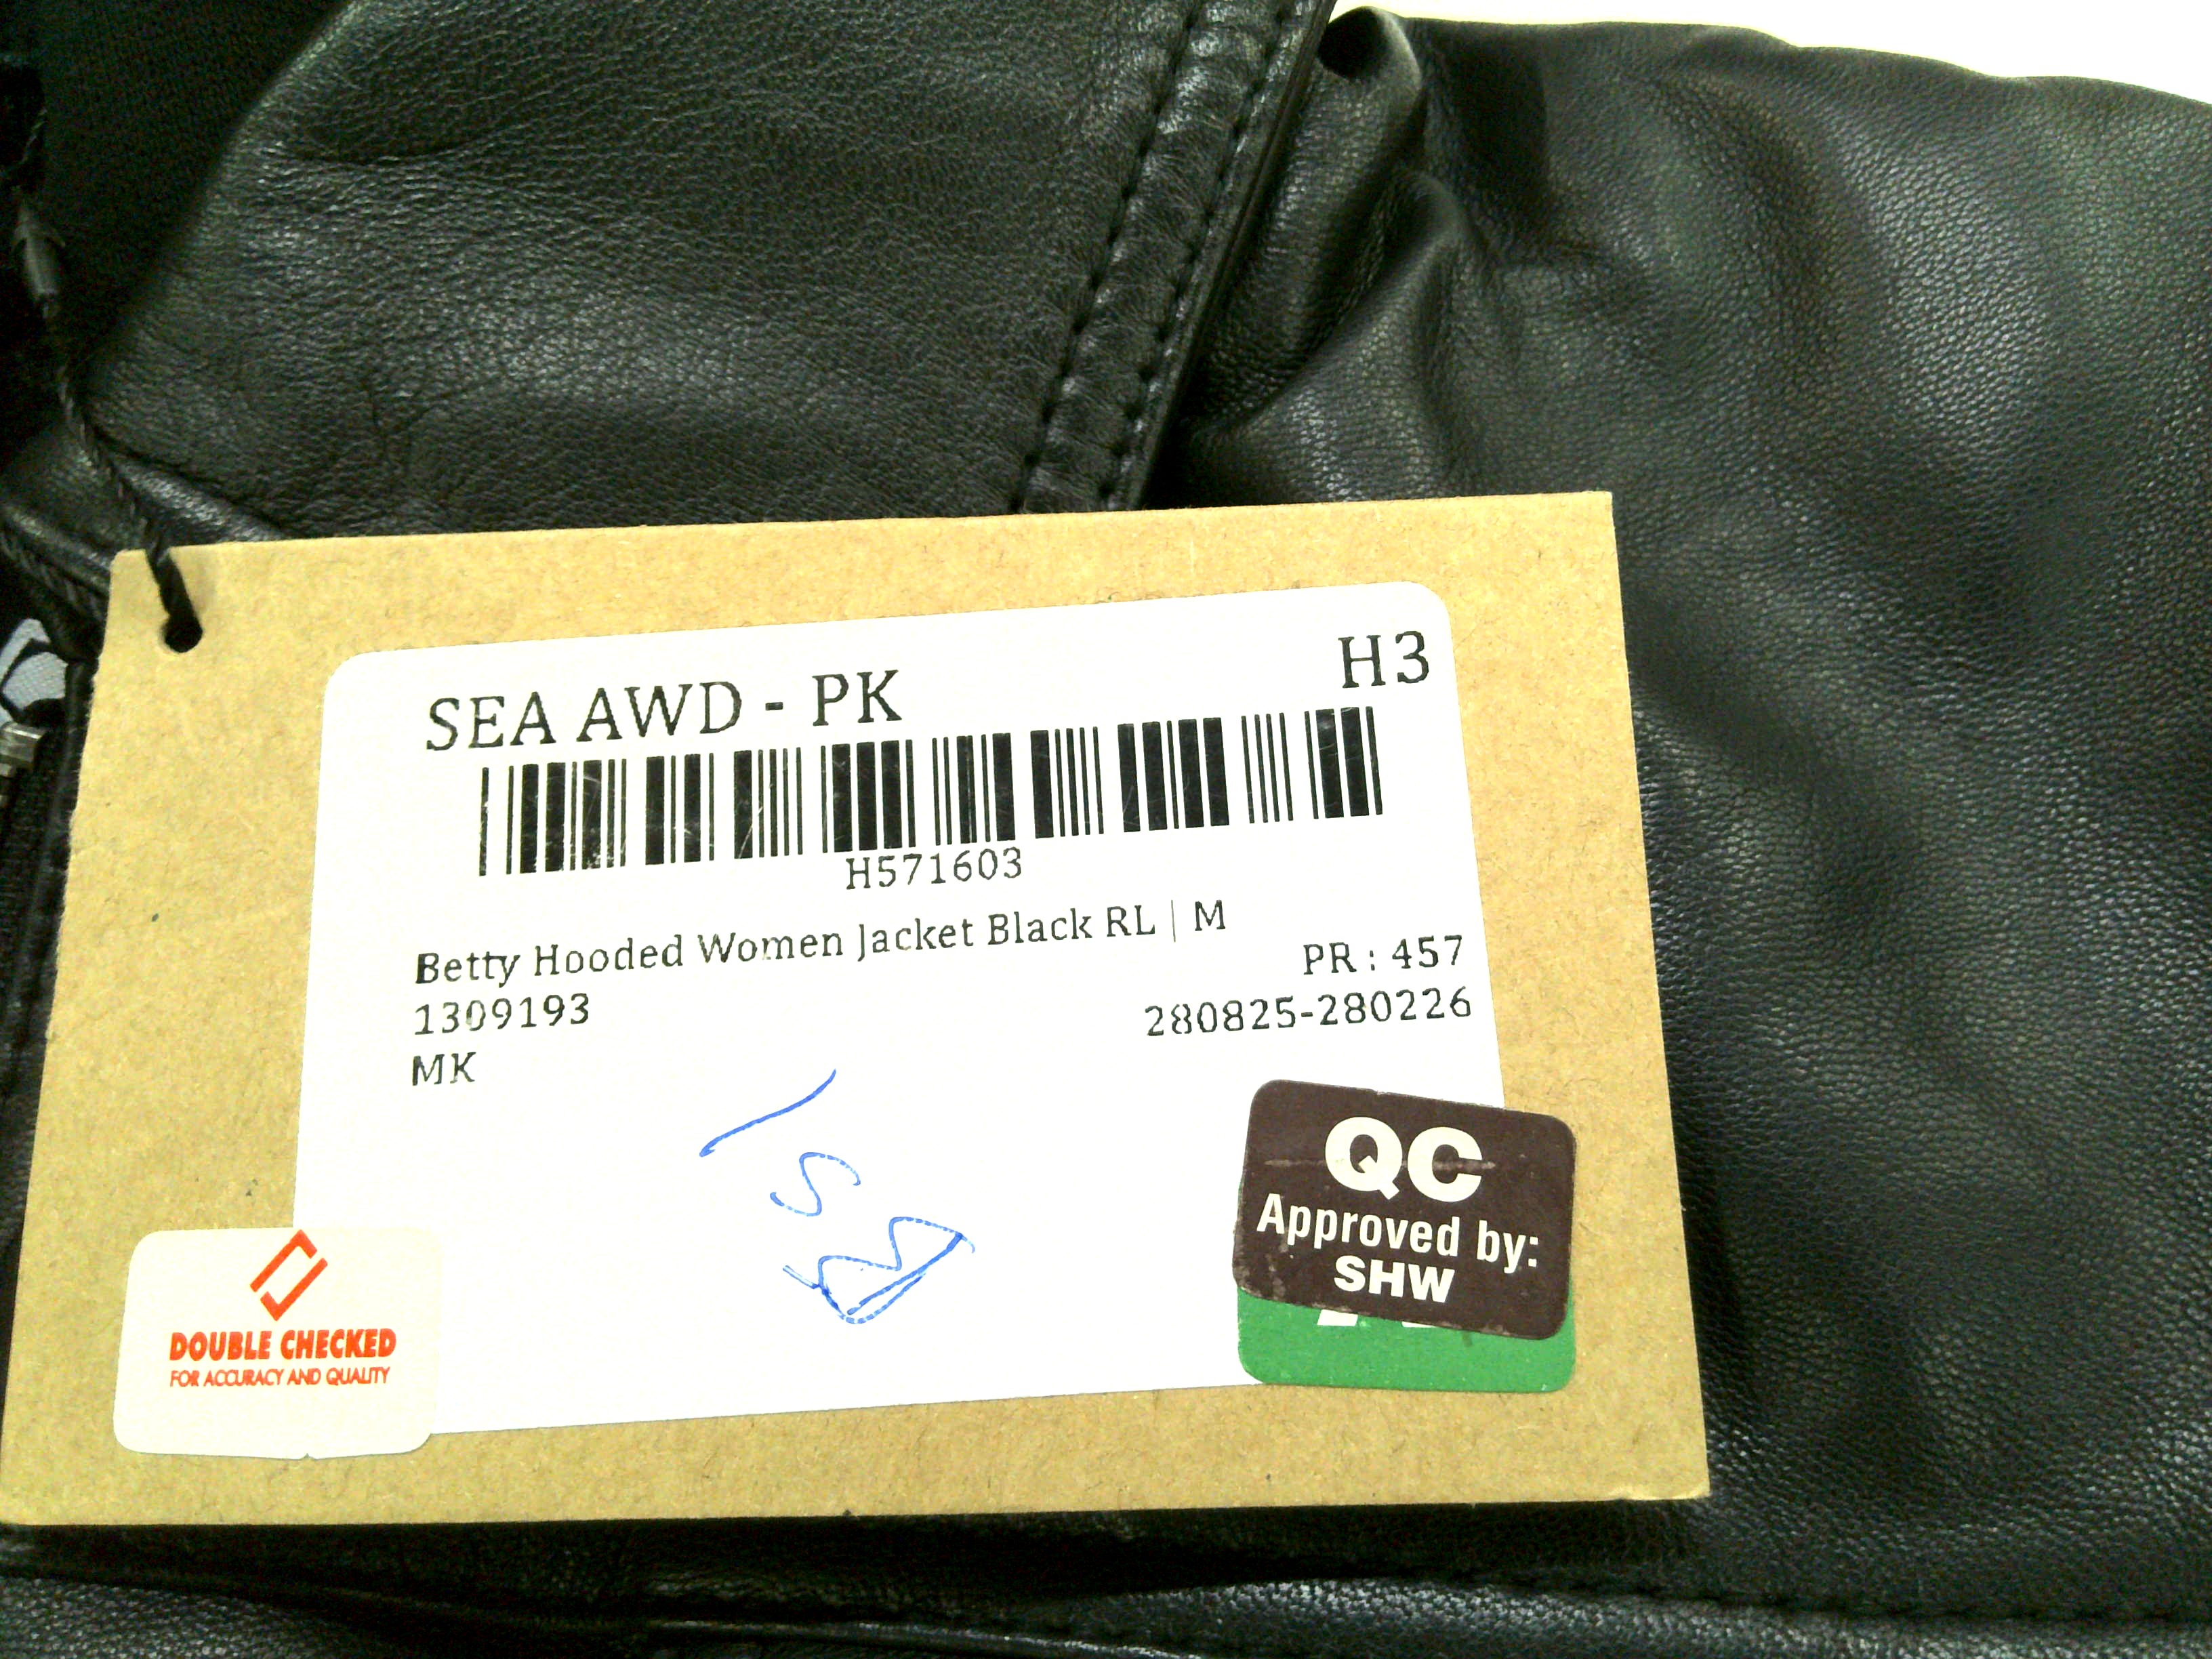 SEA AWD - PK
H3
H571603
Betty Hooded Women Jacket Black RL | M
PR : 457
1309193
280825-280226
MK
QC
Approved by:
SHW
DOUBLE CHECKED
FOR ACCURACY AND QUALITY